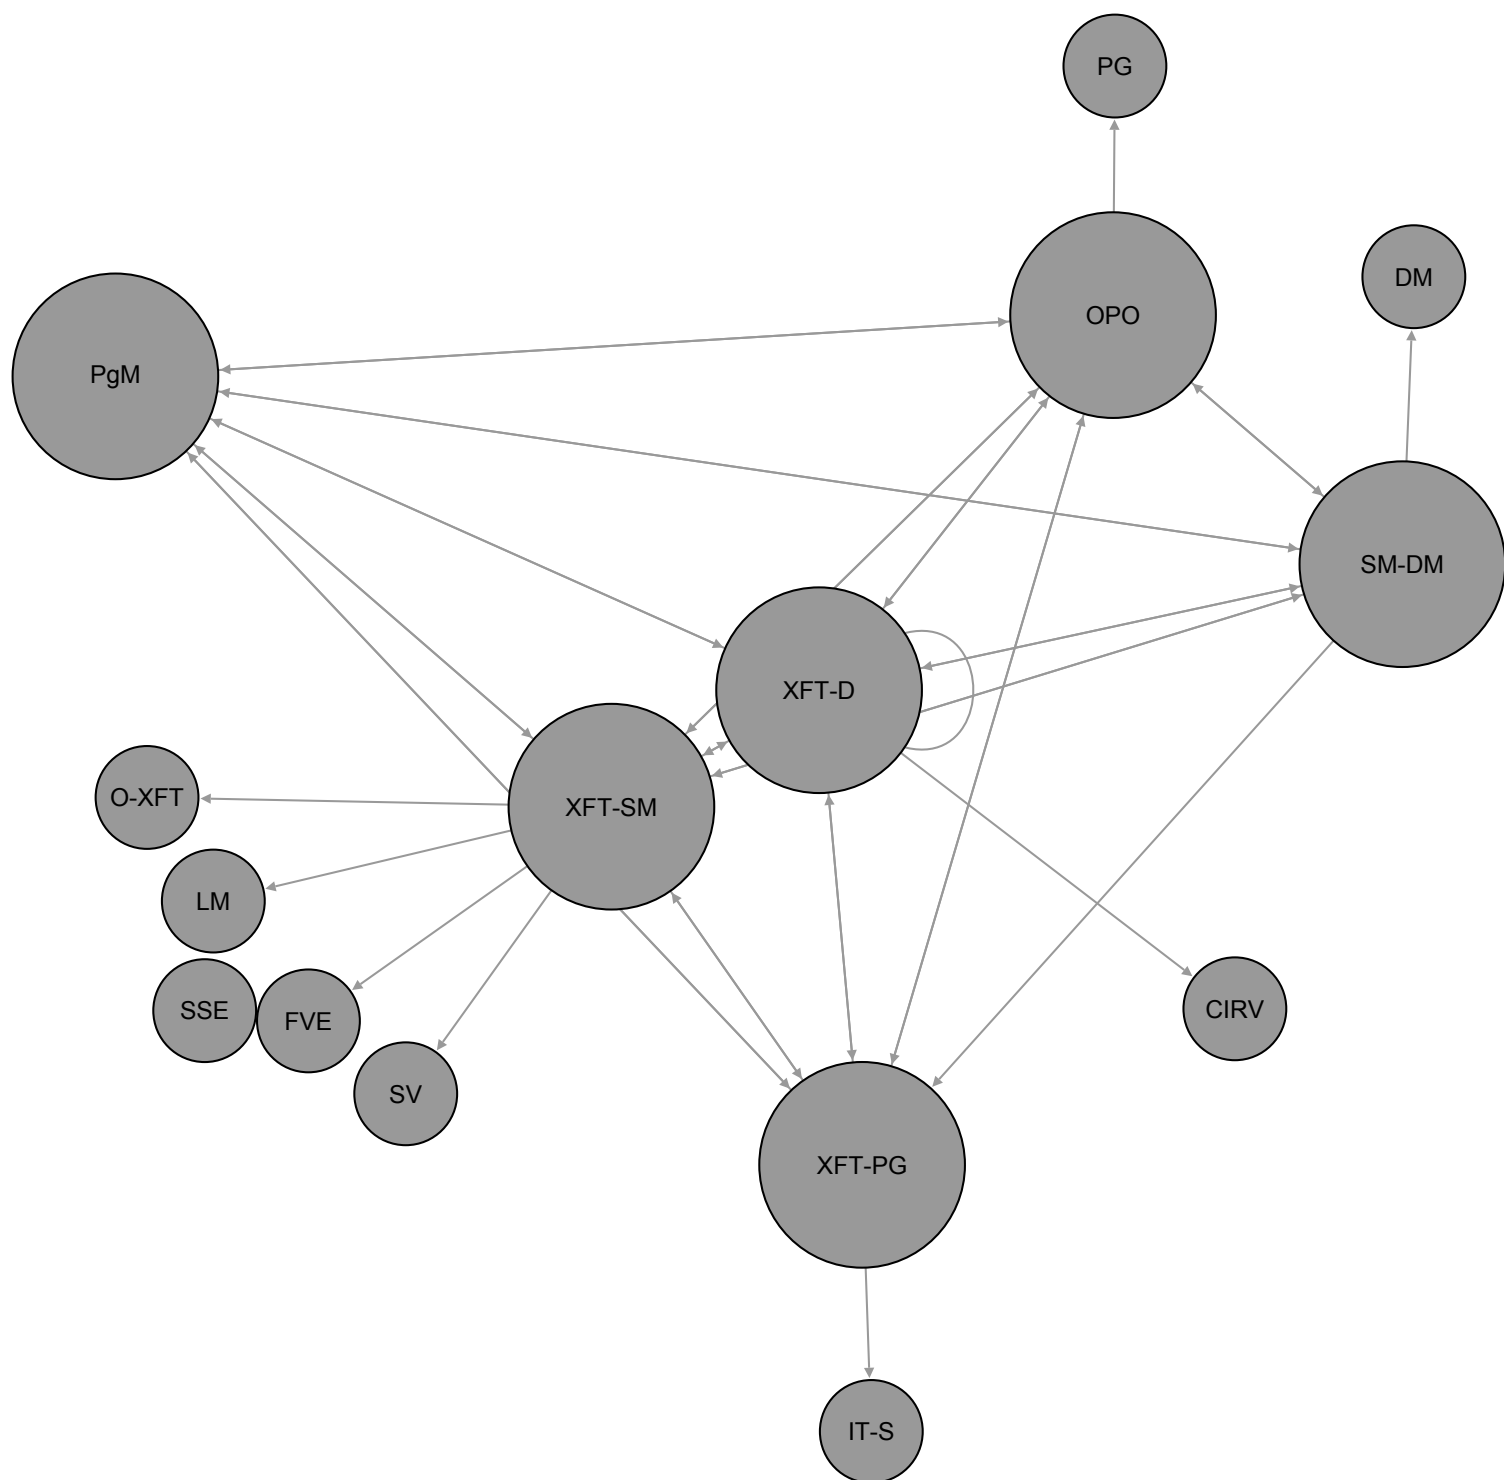 PG
DM
OPO
PgM
SM-DM
XFT-D
O-XFT
XFT-SM
LM
SSE
FVE
CIRV
SV
XFT-PG
IT-S